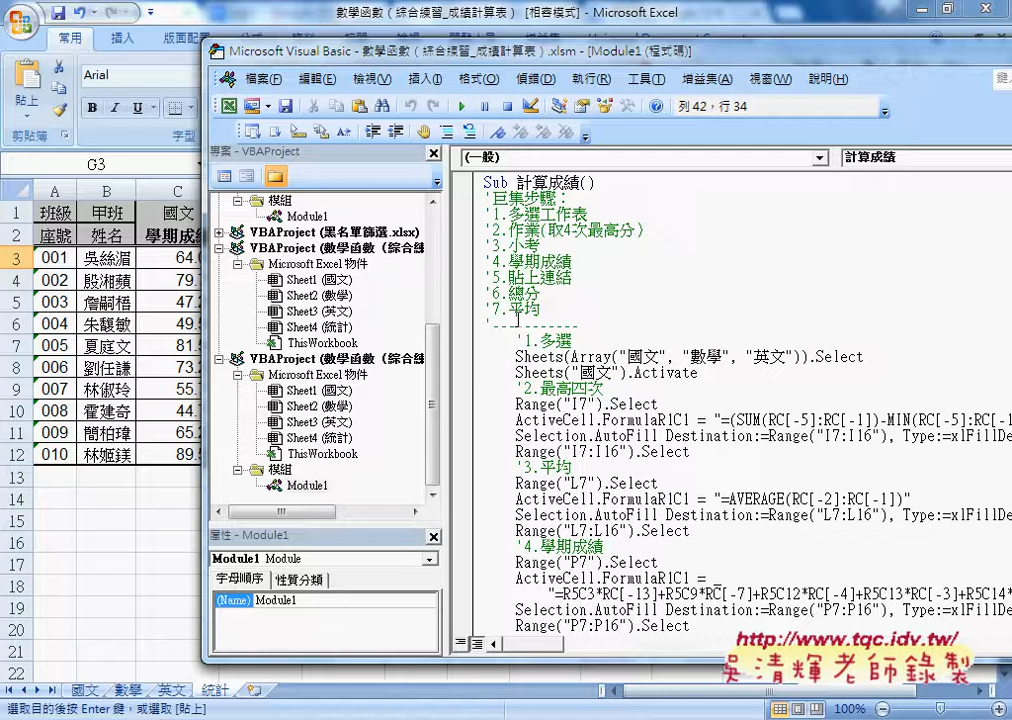 數學函數（綜合練習_成績計算表） [相容模式] - Microsoft Excel
常用 插入 版面配置
Microsoft Visual Basic - 數學函數（綜合練習_成績計算表）.xlsm - [Module1 (程式碼)]
檔案(F) 編輯(E) 檢視(V) 插入(I) 格式(O) 偵錯(D) 執行(R) 工具(T) 增益集(A) 視窗(W) 說明(H)
Arial
貼上
B I U
列 42，行 34
剪貼簿 字型
專案 - VBAProject
(一般) 計算成績
G3
模組
Module1
VBAProject (黑名單篩選.xlsx)
VBAProject (數學函數（綜合練
Microsoft Excel 物件
Sheet1 (國文)
Sheet2 (數學)
Sheet3 (英文)
Sheet4 (統計)
ThisWorkbook
VBAProject (數學函數（綜合練
Microsoft Excel 物件
Sheet1 (國文)
Sheet2 (數學)
Sheet3 (英文)
Sheet4 (統計)
ThisWorkbook
模組
Module1
屬性 - Module1
Module1 Module
字母順序 性質分類
(Name) Module1
A B C
1 班級 甲班 國文
2 座號 姓名 學期成績
3 001 吳絲湄 64.
4 002 殷湘蘋 79.
5 003 詹嗣梧 47.
6 004 朱馥敏 49.
7 005 夏庭文 81.
8 006 劉任謙 73.
9 007 林俶玲 55.
10 008 霍建奇 44.
11 009 簡柏瑋 65.
12 010 林姬鎂 89.
13
14
15
16
17
18
19
20
21
22
Sub 計算成績()
'巨集步驟：
'1.多選工作表
'2.作業(取4次最高分）
'3.小考
'4.學期成績
'5.貼上連結
'6.總分
'7.平均
'-----------
'1.多選
Sheets(Array("國文", "數學", "英文")).Select
Sheets("國文").Activate
'2.最高四次
Range("I7").Select
ActiveCell.FormulaR1C1 = "=(SUM(RC[-5]:RC[-1])-MIN(RC[-5]:RC[-1
Selection.AutoFill Destination:=Range("I7:I16"), Type:=xlFillDe
Range("I7:I16").Select
'3.平均
Range("L7").Select
ActiveCell.FormulaR1C1 = "=AVERAGE(RC[-2]:RC[-1])"
Selection.AutoFill Destination:=Range("L7:L16"), Type:=xlFillDe
Range("L7:L16").Select
'4.學期成績
Range("P7").Select
ActiveCell.FormulaR1C1 = _
"=R5C3*RC[-13]+R5C9*RC[-7]+R5C12*RC[-4]+R5C13*RC[-3]+R5C14*
Selection.AutoFill Destination:=Range("P7:P16"), Type:=xlFillDe
Range("P7:P16").Select
http://www.tqc.idv.tw/
吳清輝老師錄製
國文 數學 英文 統計
選取目的後按 Enter 鍵，或選取 [貼上]
100%